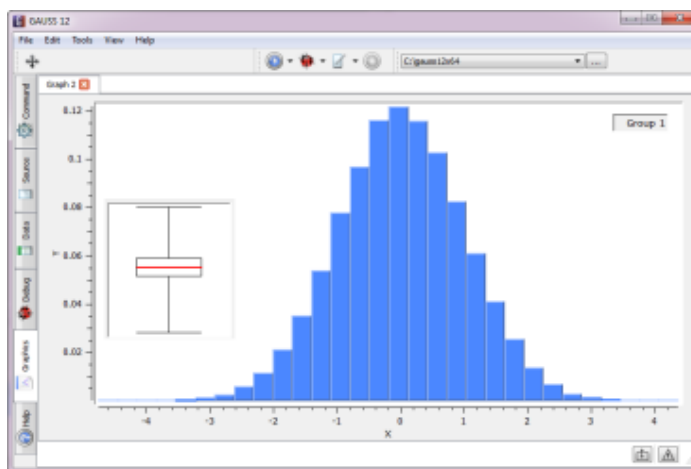 GAUSS 12
File Edit Tools View Help
C:\gauss12x64
...
Graph 2
Command
Source
Data
Debug
Graphics
Help
Group 1
0.12
0.1
0.08
0.06
0.04
0.02
Y
-4 -3 -2 -1 0 1 2 3 4
X